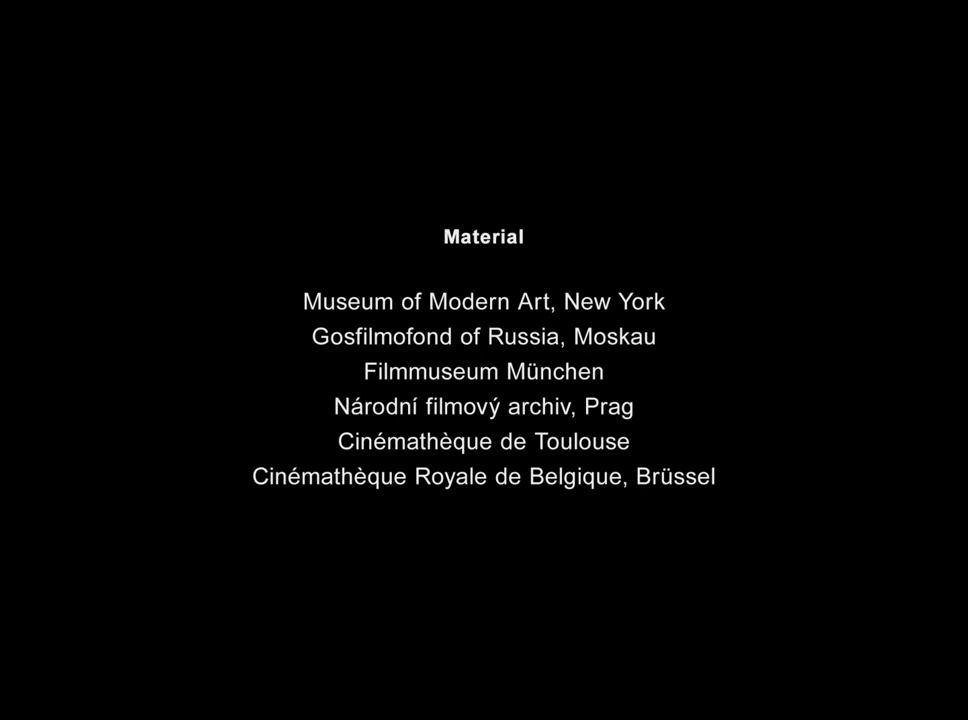 Material
Museum of Modern Art, New York
Gosfilmofond of Russia, Moskau
Filmmuseum München
Národní filmový archiv, Prag
Cinémathèque de Toulouse
Cinémathèque Royale de Belgique, Brüssel